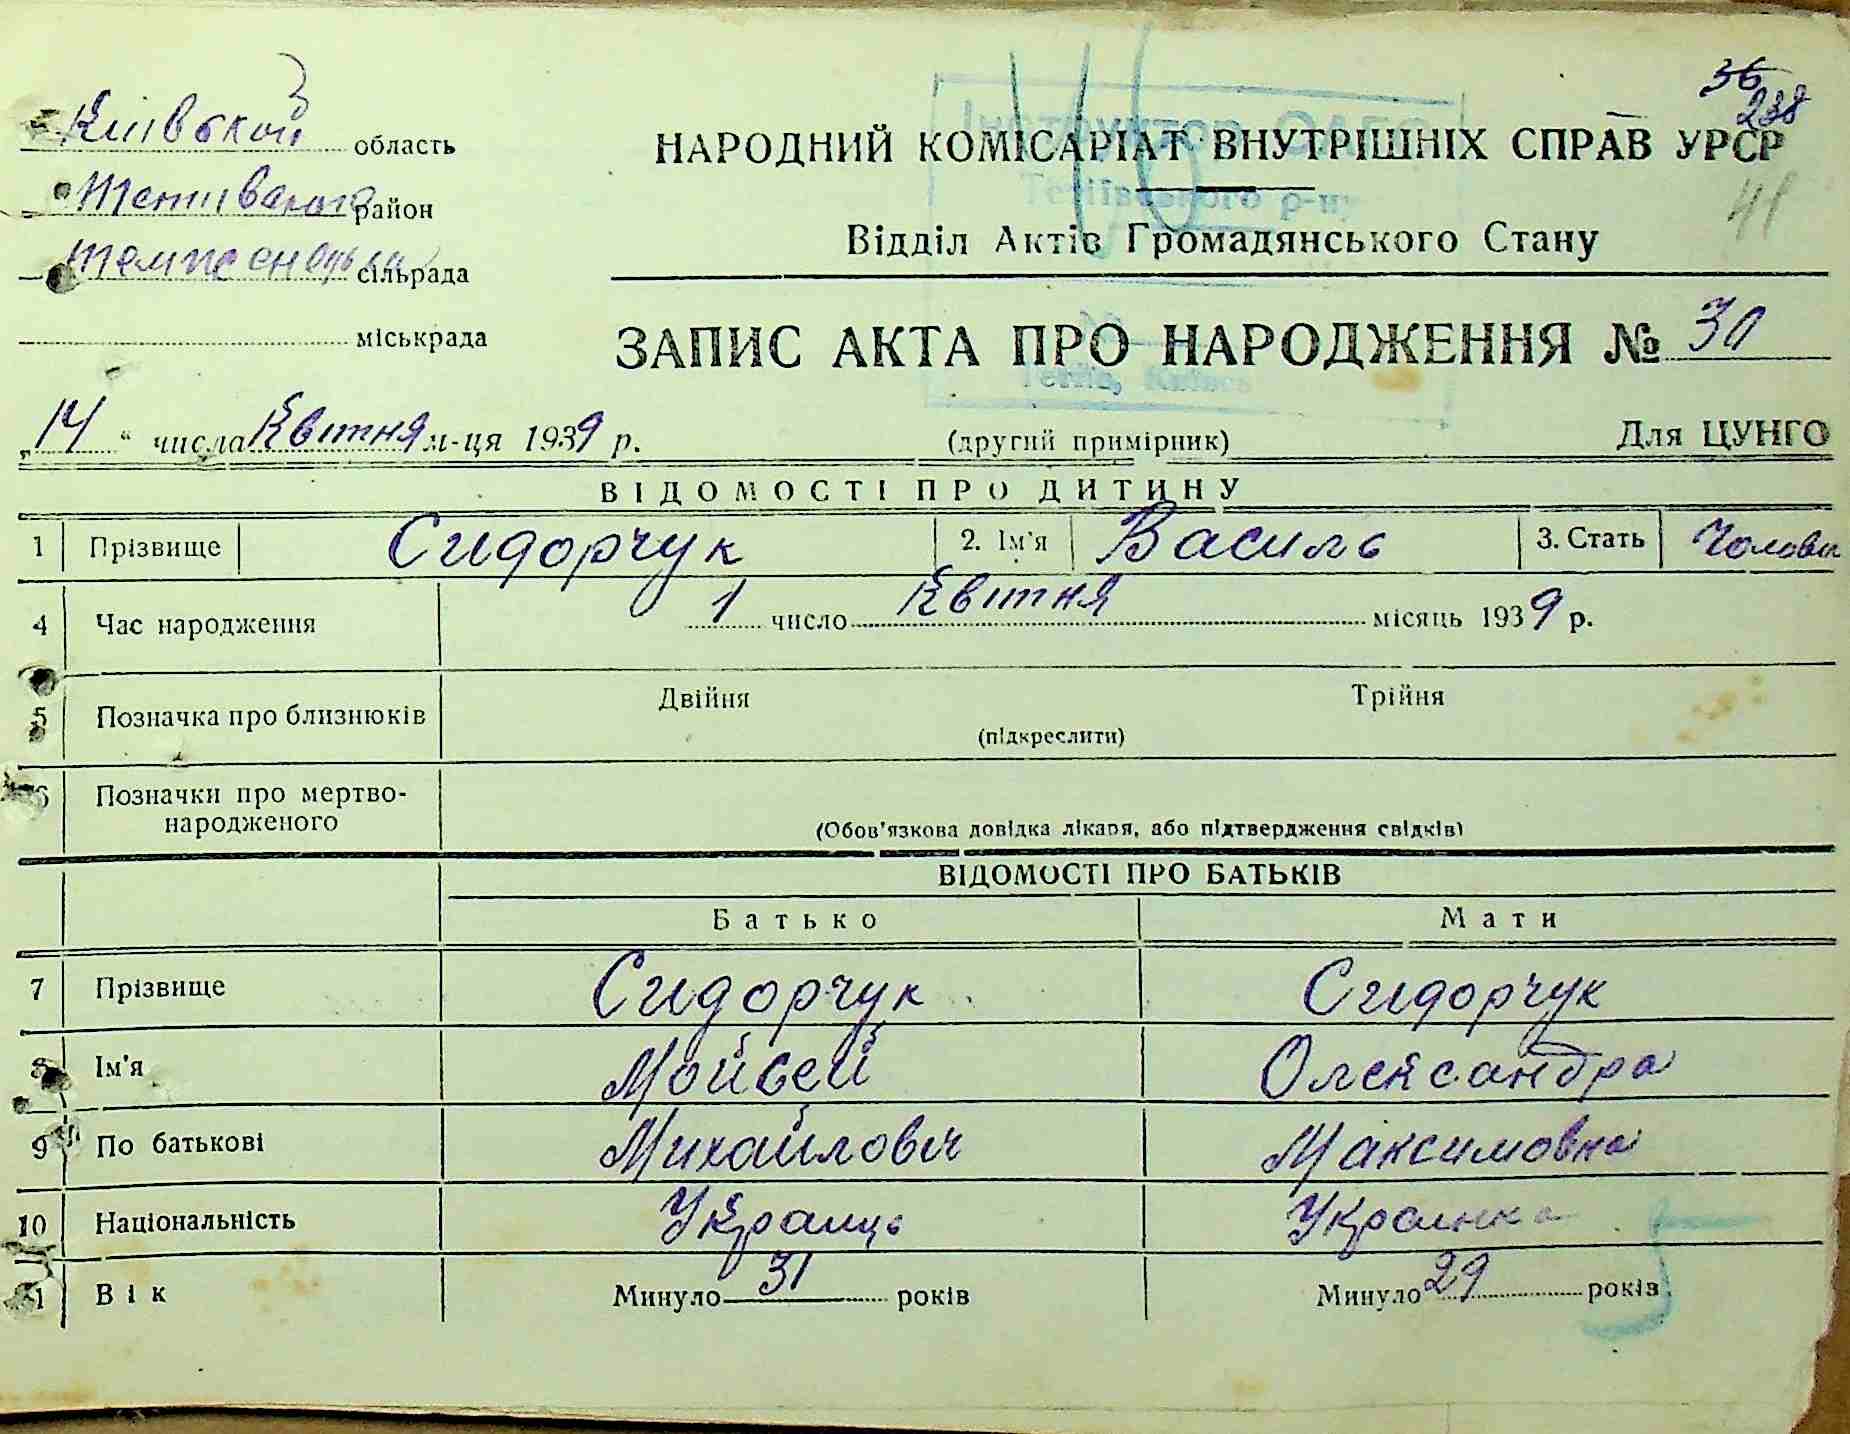 36
238
41
Київської область
Тетіївського район
сільрада
міськрада
НАРОДНИЙ КОМІСАРІАТ ВНУТРІШНІХ СПРАВ УРСР
Відділ Актів Громадянського Стану
ЗАПИС АКТА ПРО НАРОДЖЕННЯ № 30
„14“ числа Квітня м-ця 1939 р.
(другий примірник)
Для ЦУНГО
ВІДОМОСТІ ПРО ДИТИНУ
1 Прізвище Сидорчук 2. Ім'я Василь 3. Стать Чолов
4 Час народження 1 число Квітня місяць 1939 р.
5 Позначка про близнюків Двійня Трійня
(підкреслити)
6 Позначки про мертво-
народженого
(Обов'язкова довідка лікаря, або підтвердження свідків)
ВІДОМОСТІ ПРО БАТЬКІВ
Батько Мати
7 Прізвище Сидорчук Сидорчук
8 Ім'я Мойсей Олександра
9 По батькові Михайлович Максимовна
10 Національність Українць Українка
11 Вік Минуло 31 років Минуло 29 років